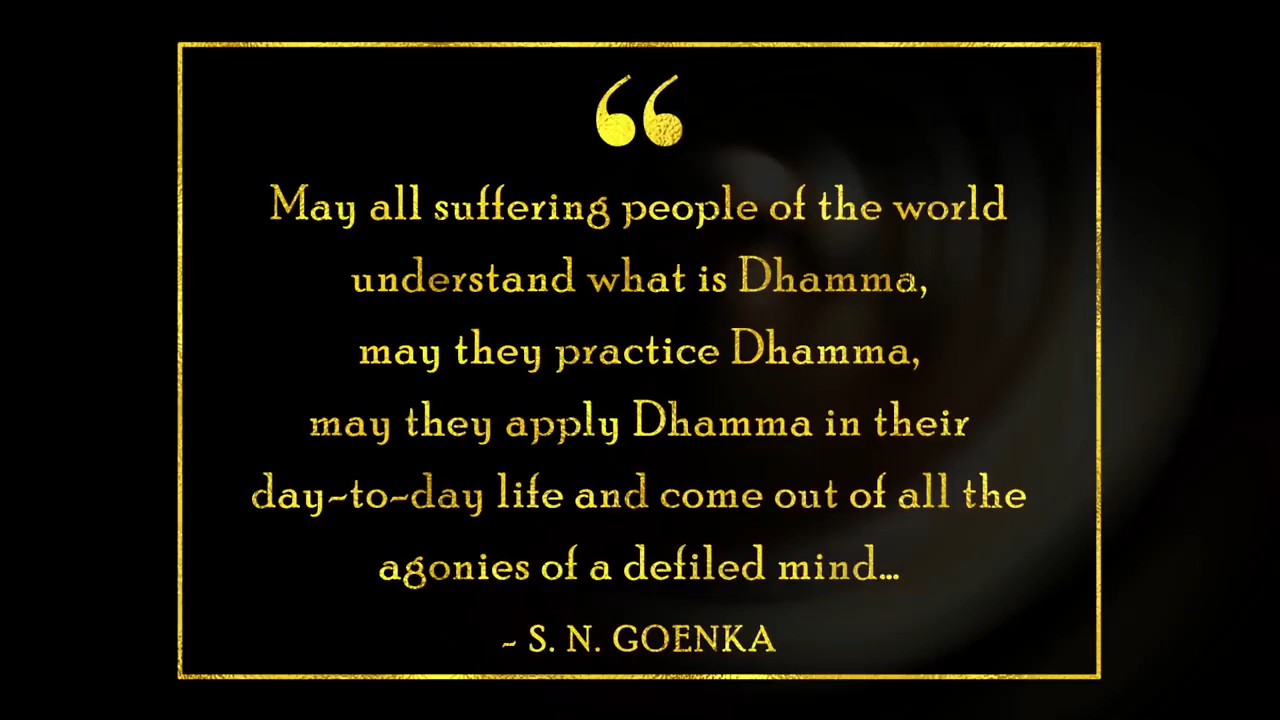 “
May all suffering people of the world
understand what is Dhamma,
may they practice Dhamma,
may they apply Dhamma in their
day~to~day life and come out of all the
agonies of a defiled mind...
~ S. N. GOENKA